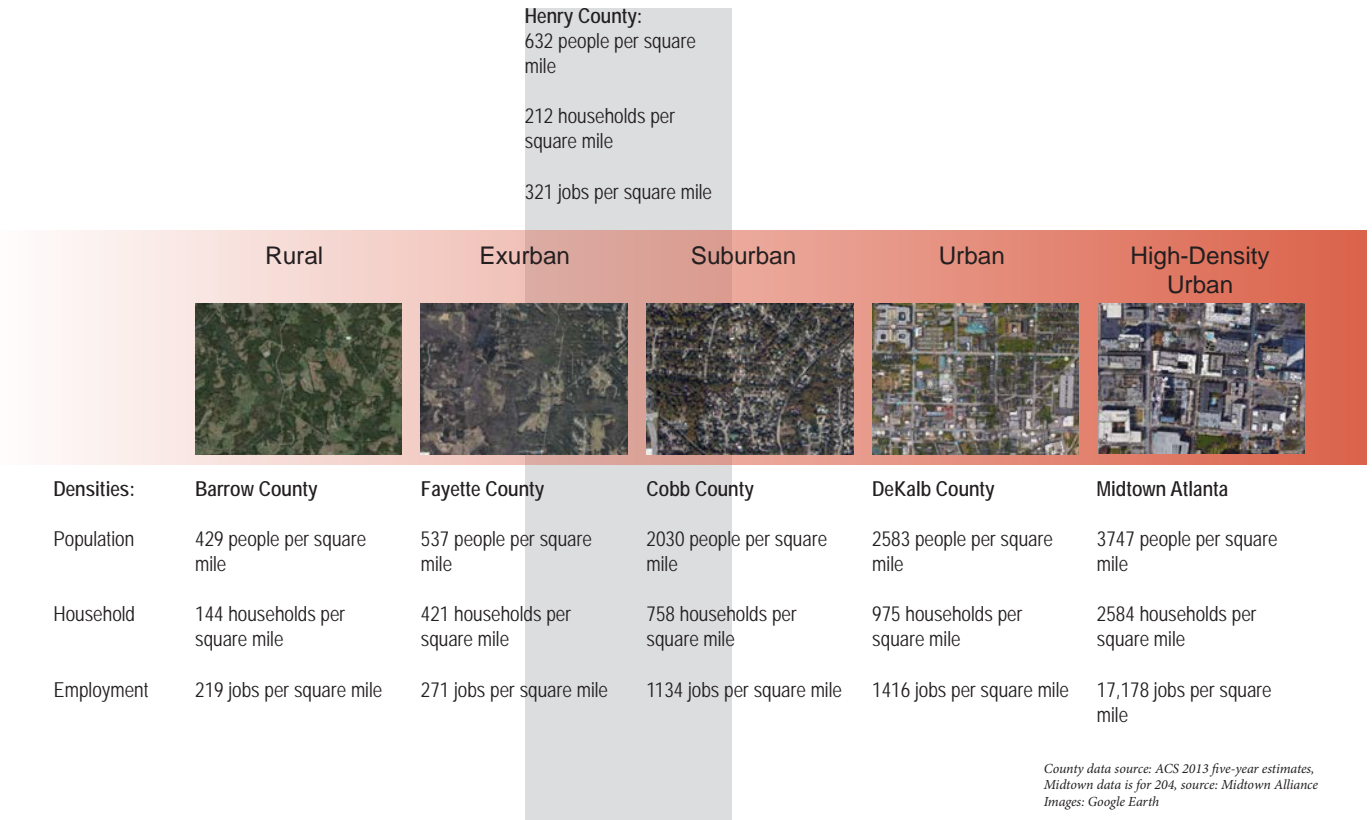 Henry County:
632 people per square
mile
212 households per
square mile
321 jobs per square mile
Rural
Exurban
Suburban
Urban
High-Density
Urban
Densities:
Barrow County
Fayette County
Cobb County
DeKalb County
Midtown Atlanta
Population
429 people per square
mile
537 people per square
mile
2030 people per square
mile
2583 people per square
mile
3747 people per square
mile
Household
144 households per
square mile
421 households per
square mile
758 households per
square mile
975 households per
square mile
2584 households per
square mile
Employment
219 jobs per square mile
271 jobs per square mile
1134 jobs per square mile
1416 jobs per square mile
17,178 jobs per square
mile
County data source: ACS 2013 five-year estimates,
Midtown data is for 204, source: Midtown Alliance
Images: Google Earth